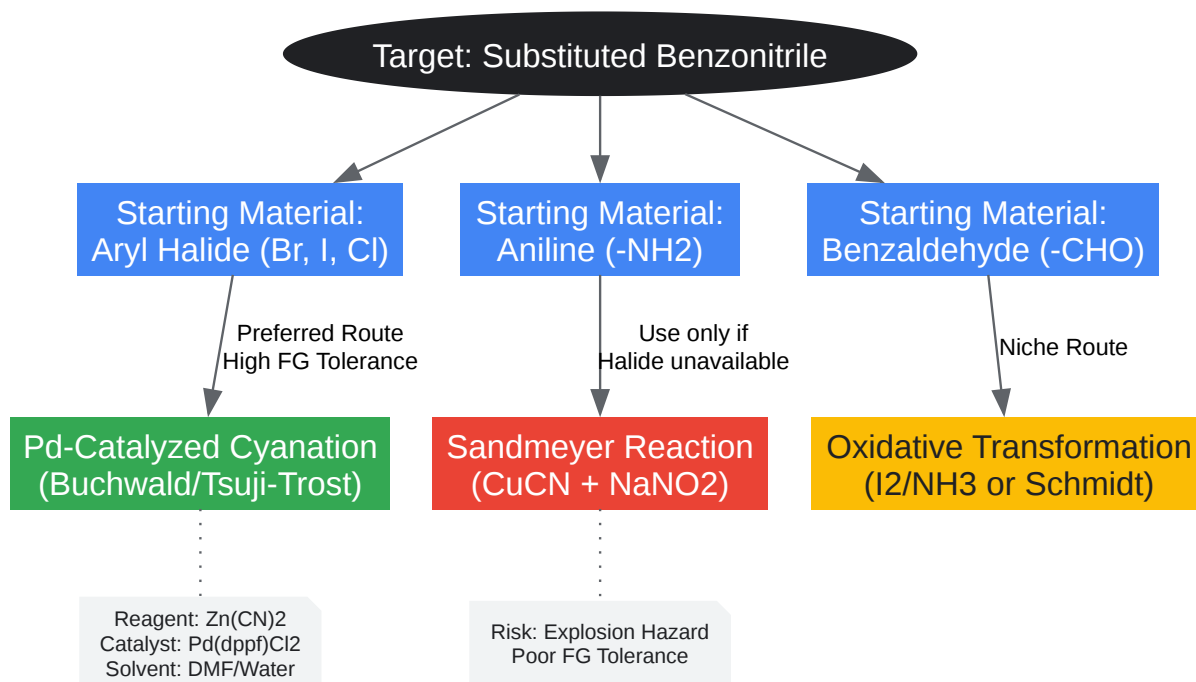 Target: Substituted Benzonitrile
Starting Material:
Aryl Halide (Br, I, Cl)
Starting Material:
Aniline (-NH2)
Starting Material:
Benzaldehyde (-CHO)
Preferred Route
High FG Tolerance
Use only if
Halide unavailable
Niche Route
Pd-Catalyzed Cyanation
(Buchwald/Tsuji-Trost)
Sandmeyer Reaction
(CuCN + NaNO2)
Oxidative Transformation
(I2/NH3 or Schmidt)
Reagent: Zn(CN)2
Catalyst: Pd(dppf)Cl2
Solvent: DMF/Water
Risk: Explosion Hazard
Poor FG Tolerance